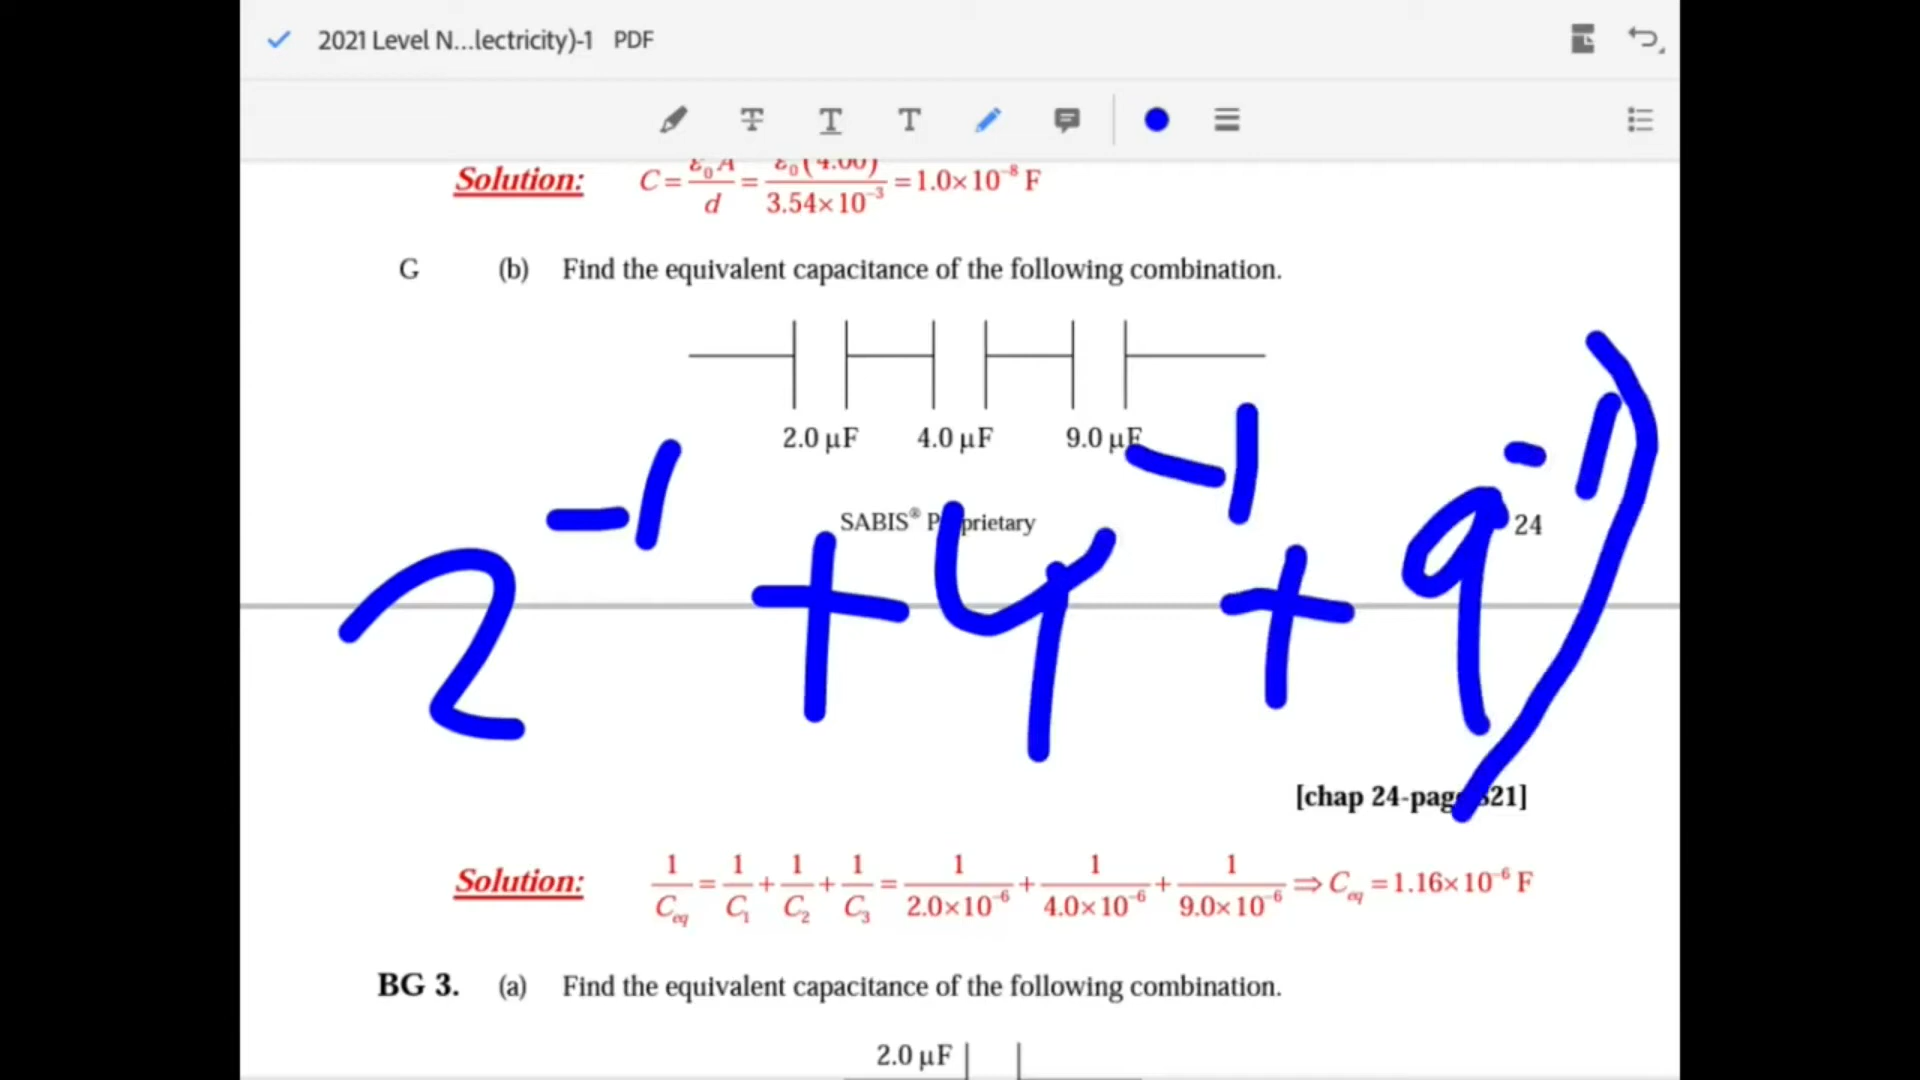 2021 Level N...lectricity)-1 PDF
Solution: C = ε₀A / d = ε₀(4.00) / 3.54×10⁻³ = 1.0×10⁻⁸ F
G (b) Find the equivalent capacitance of the following combination.
2.0 μF 4.0 μF 9.0 μF
2⁻¹ + 4⁻¹ + 9⁻¹)
SABIS® Proprietary 24
[chap 24-page 821]
Solution: 1/C_eq = 1/C₁ + 1/C₂ + 1/C₃ = 1/2.0×10⁻⁶ + 1/4.0×10⁻⁶ + 1/9.0×10⁻⁶ ⇒ C_eq = 1.16×10⁻⁶ F
BG 3. (a) Find the equivalent capacitance of the following combination.
2.0 μF